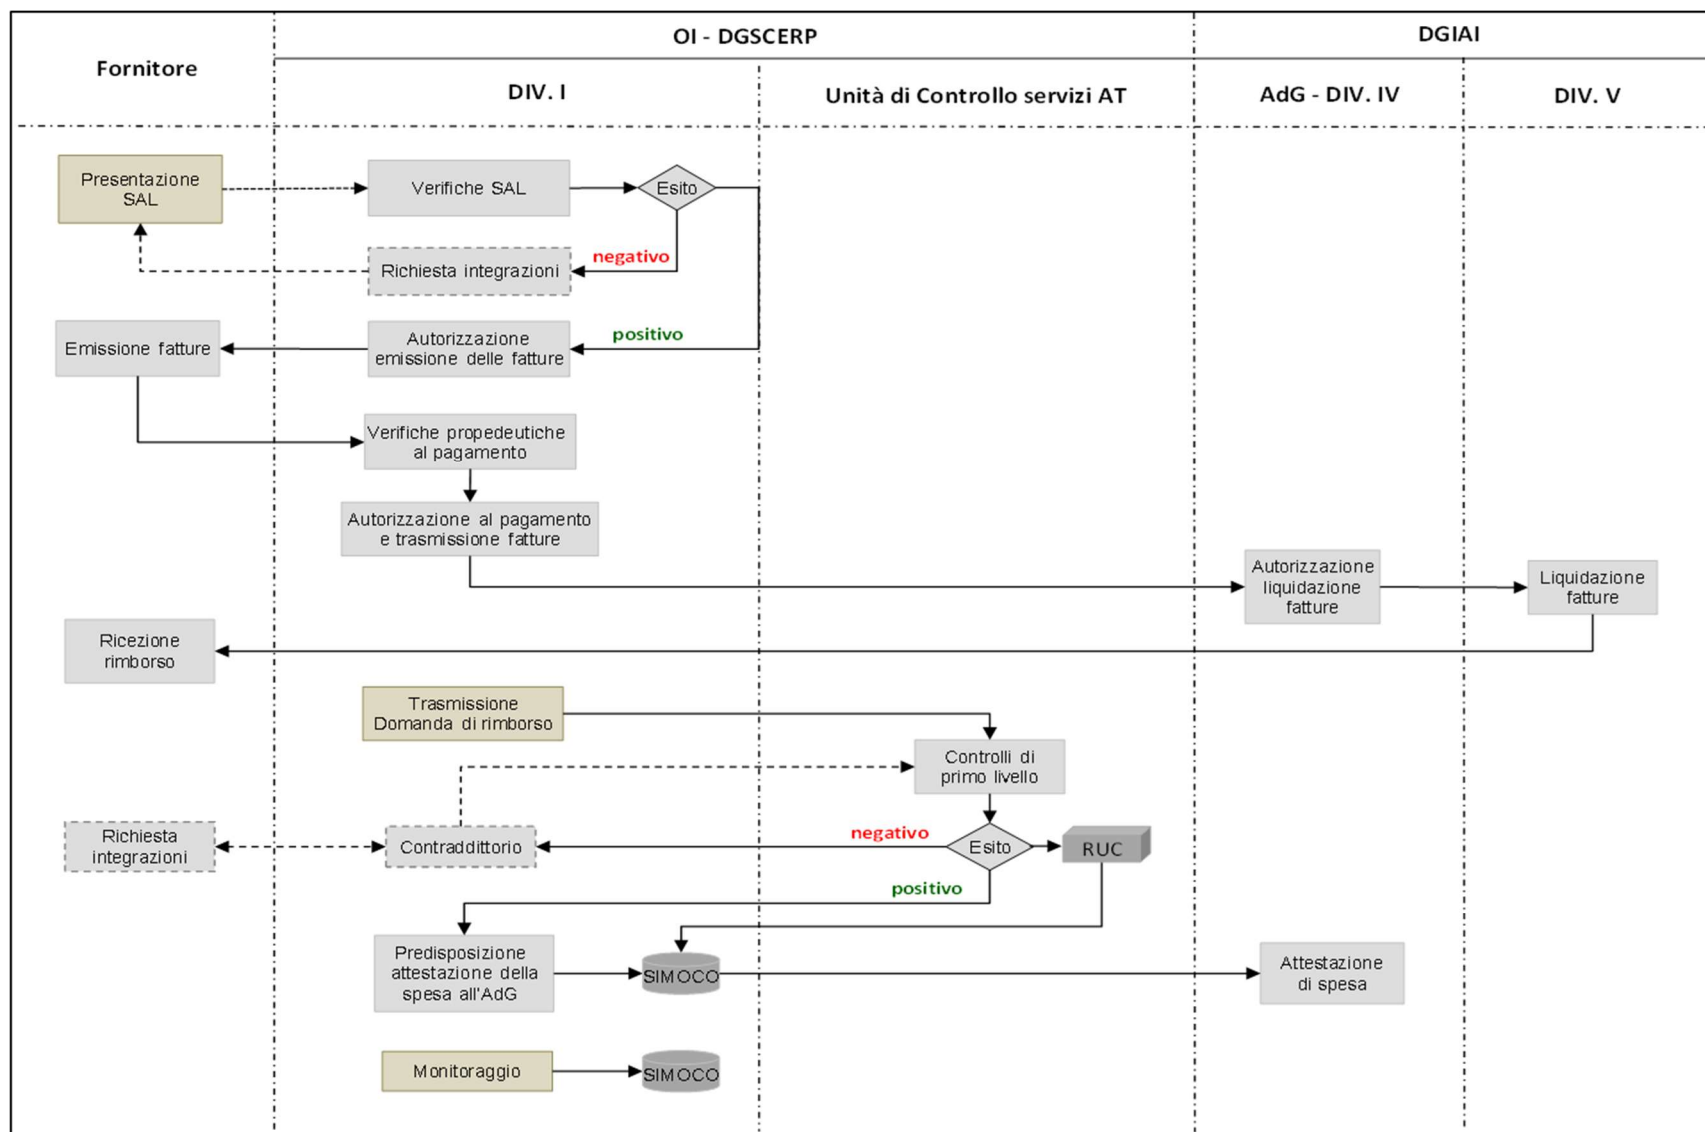 OI - DGSCERP
DGIAI
Fornitore
DIV. I
Unità di Controllo servizi AT
AdG - DIV. IV
DIV. V
Presentazione
SAL
Verifiche SAL
Esito
negativo
Richiesta integrazioni
positivo
Autorizzazione
emissione delle fatture
Emissione fatture
Verifiche propedeutiche
al pagamento
Autorizzazione al pagamento
e trasmissione fatture
Autorizzazione
liquidazione
fatture
Liquidazione
fatture
Ricezione
rimborso
Trasmissione
Domanda di rimborso
Controlli di
primo livello
Richiesta
integrazioni
Contraddittorio
negativo
Esito
RUC
positivo
Predisposizione
attestazione della
spesa all'AdG
SIMOCO
Attestazione
di spesa
Monitoraggio
SIMOCO